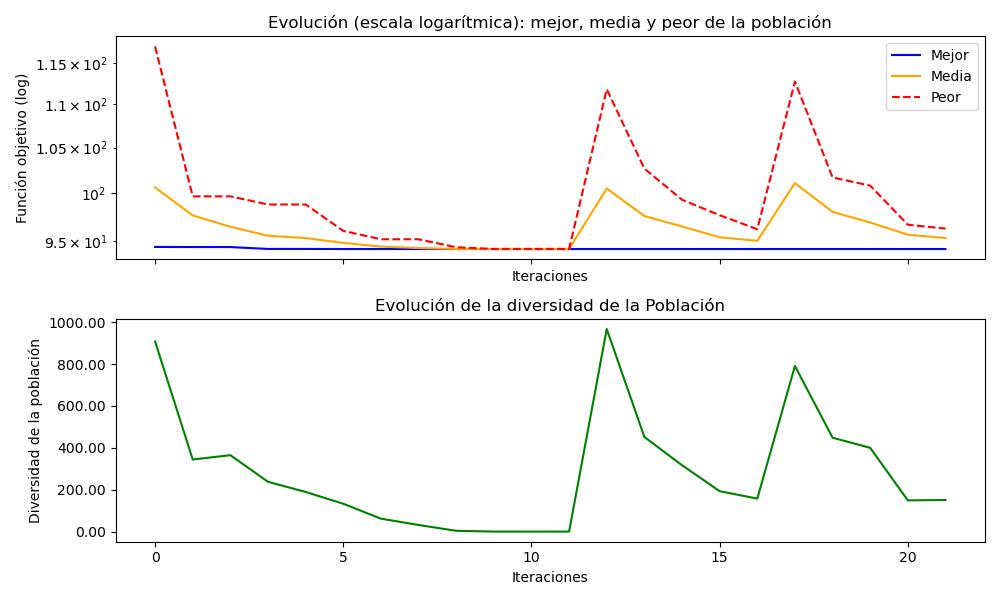 Evolución (escala logarítmica): mejor, media y peor de la población
Función objetivo (log)
1.15 × 10²
1.1 × 10²
1.05 × 10²
10²
9.5 × 10¹
Mejor
Media
Peor
Iteraciones
Evolución de la diversidad de la Población
Diversidad de la población
1000.00
800.00
600.00
400.00
200.00
0.00
0 5 10 15 20
Iteraciones